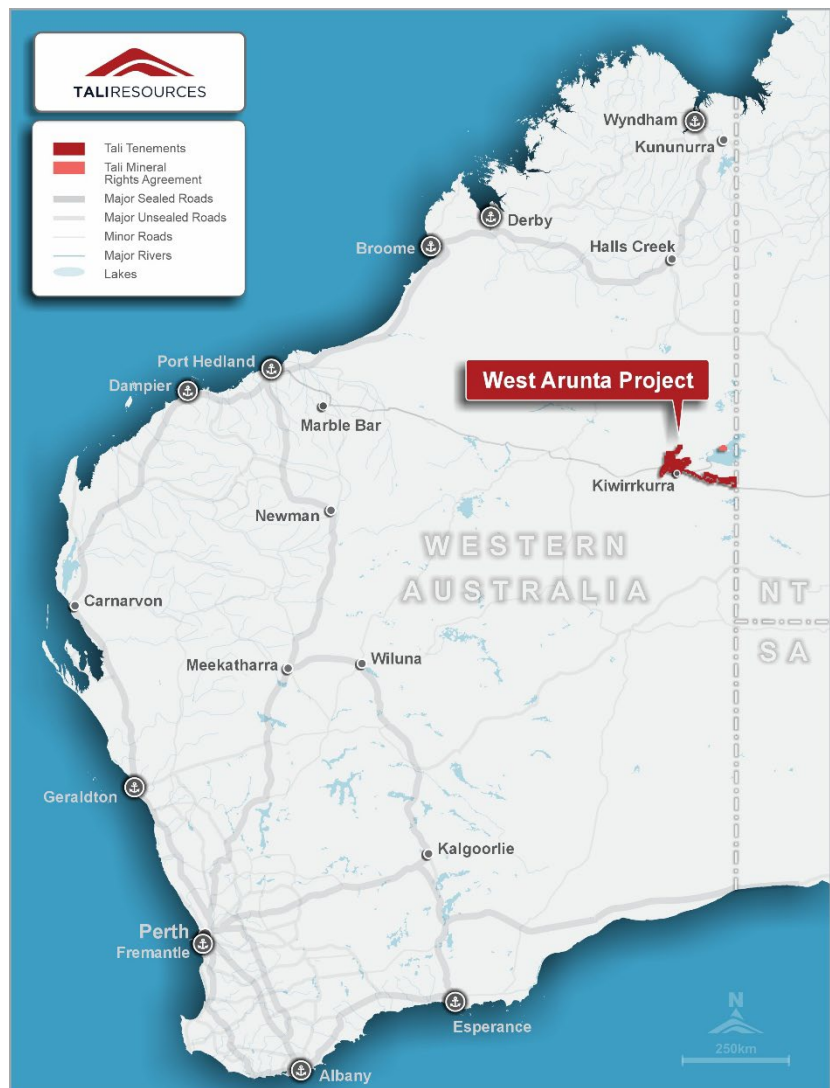 TALIRESOURCES
Tali Tenements
Tali Mineral
Rights Agreement
Major Sealed Roads
Major Unsealed Roads
Minor Roads
Major Rivers
Lakes
Wyndham
Kununurra
Derby
Broome
Halls Creek
Port Hedland
Dampier
West Arunta Project
Marble Bar
Kiwirrkurra
Newman
WESTERN
AUSTRALIA
NT
SA
Carnarvon
Meekatharra
Wiluna
Geraldton
Kalgoorlie
Perth
Fremantle
Esperance
N
250km
Albany